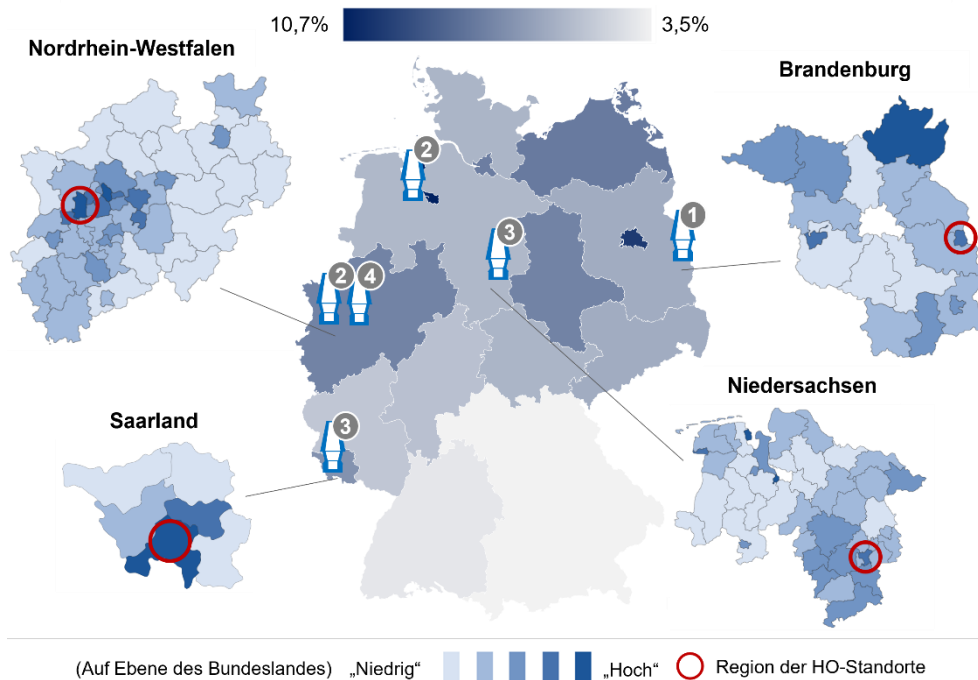 10,7%
3,5%
Nordrhein-Westfalen
Brandenburg
2
1
3
2
4
Niedersachsen
Saarland
3
(Auf Ebene des Bundeslandes) „Niedrig“ „Hoch“ Region der HO-Standorte